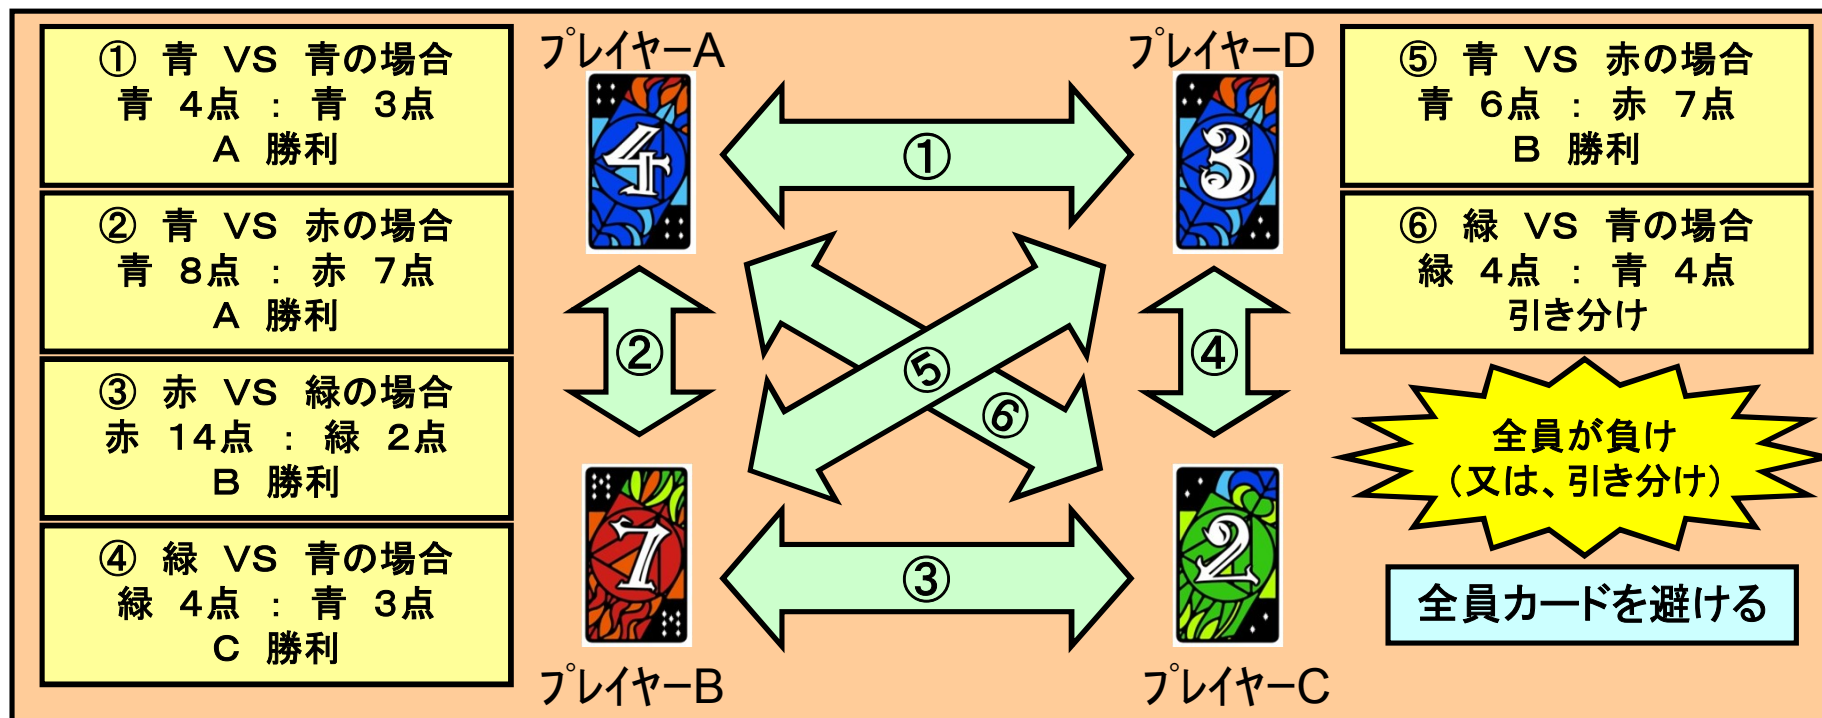 ① 青 VS 青の場合
青 4点 : 青 3点
A 勝利
② 青 VS 赤の場合
青 8点 : 赤 7点
A 勝利
③ 赤 VS 緑の場合
赤 14点 : 緑 2点
B 勝利
④ 緑 VS 青の場合
緑 4点 : 青 3点
C 勝利
プレイヤーA
4
プレイヤーD
3
①
②
⑤
⑥
④
③
7
プレイヤーB
2
プレイヤーC
⑤ 青 VS 赤の場合
青 6点 : 赤 7点
B 勝利
⑥ 緑 VS 青の場合
緑 4点 : 青 4点
引き分け
全員が負け
(又は、引き分け)
全員カードを避ける